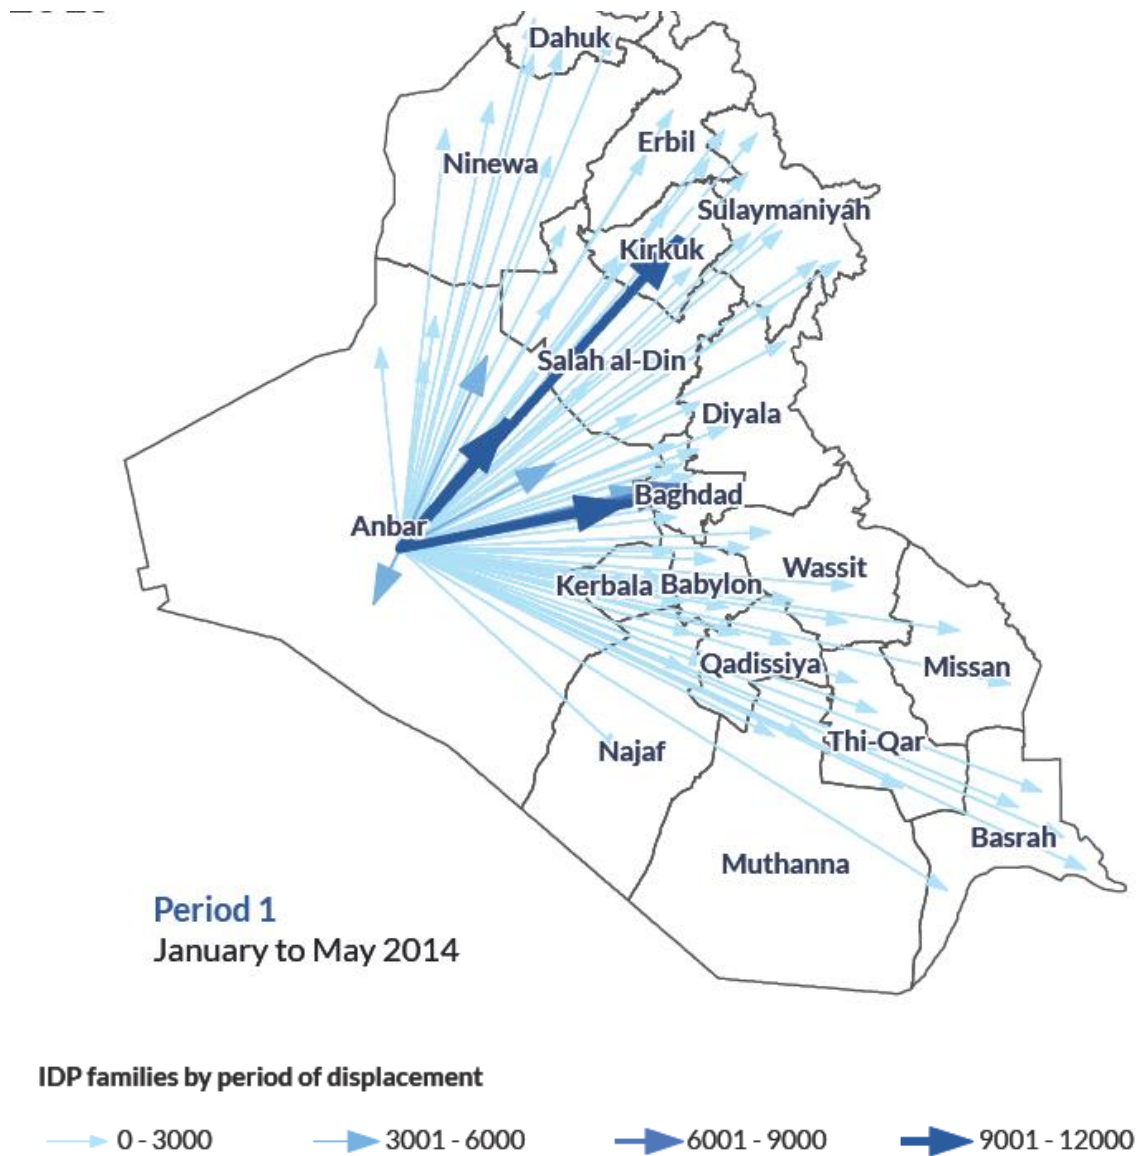 Dahuk
Erbil
Ninewa
Sulaymaniyah
Kirkuk
Salah al-Din
Diyala
Baghdad
Anbar
Wassit
Kerbala
Babylon
Qadissiya
Missan
Thi-Qar
Najaf
Basrah
Muthanna
Period 1
January to May 2014
IDP families by period of displacement
0 - 3000
3001 - 6000
6001 - 9000
9001 - 12000